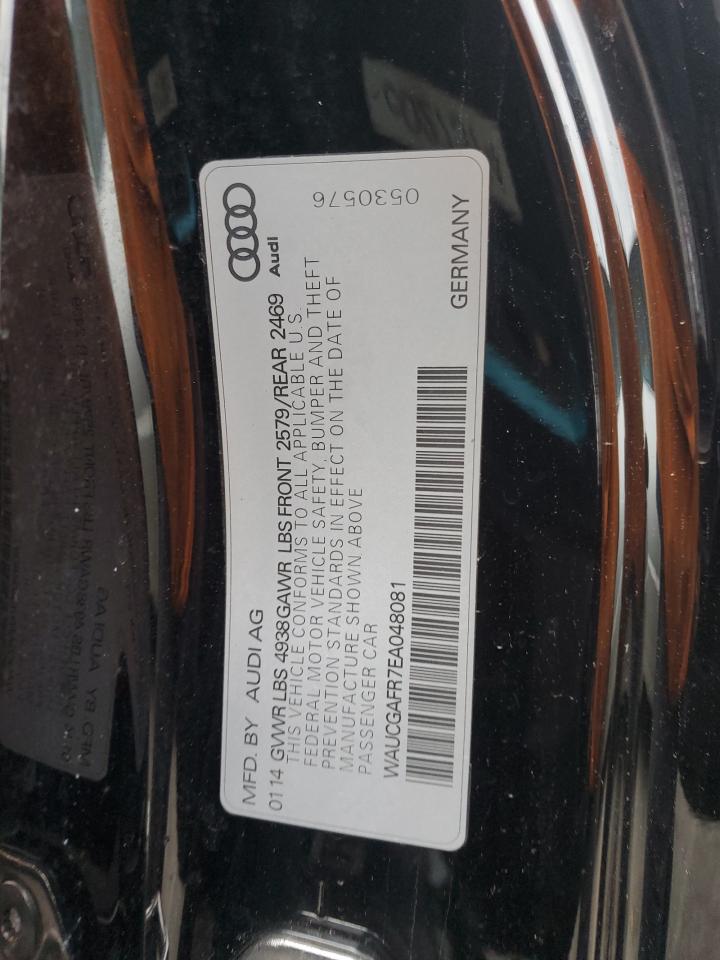 MFD. BY AUDI AG
0114 GVWR LBS 4938 GAWR LBS FRONT 2579/REAR 2469
Audi
THIS VEHICLE CONFORMS TO ALL APPLICABLE U.S.
FEDERAL MOTOR VEHICLE SAFETY, BUMPER AND THEFT
PREVENTION STANDARDS IN EFFECT ON THE DATE OF
MANUFACTURE SHOWN ABOVE
PASSENGER CAR
WAUCGAFR7EA048081
GERMANY
0530576